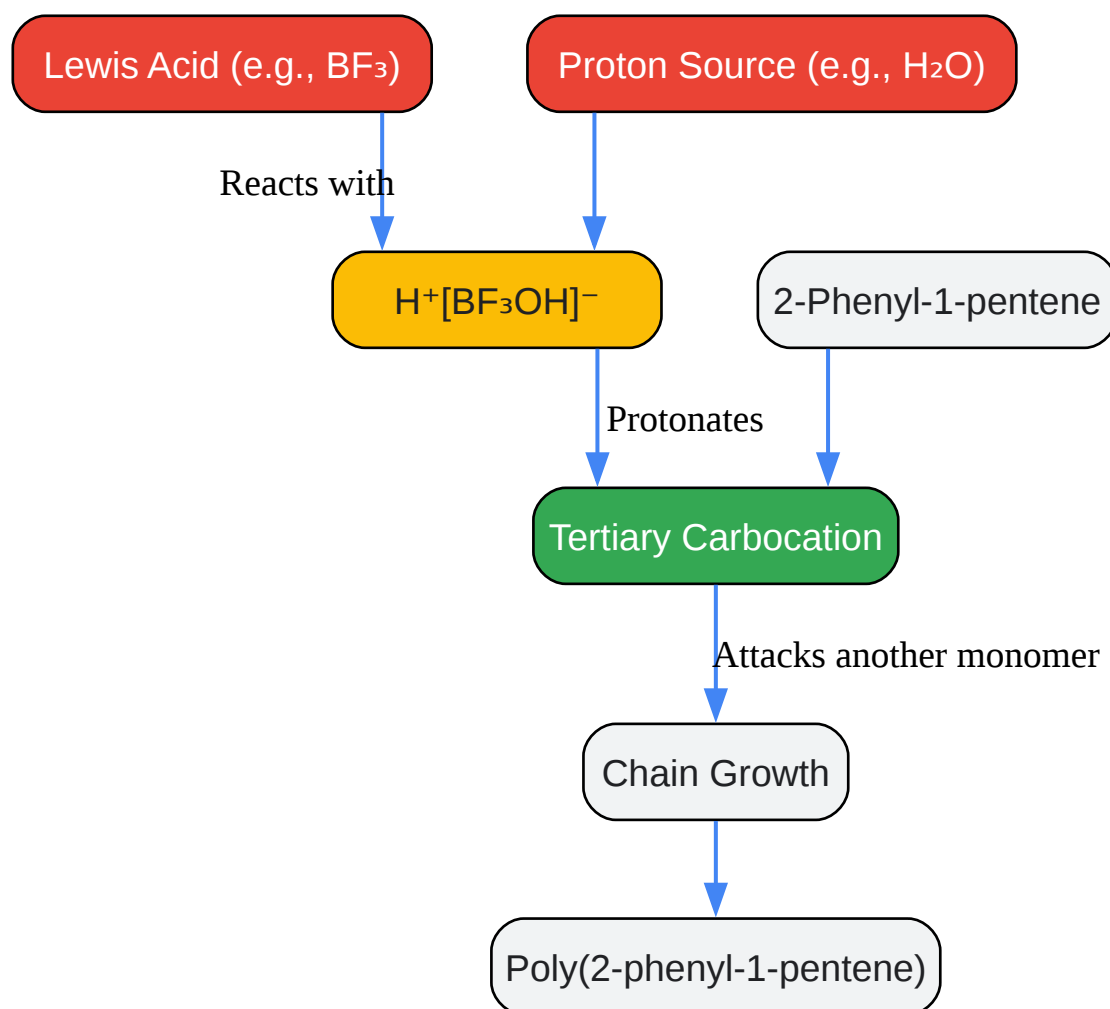 Lewis Acid (e.g., BF₃)
Proton Source (e.g., H₂O)
Reacts with
H⁺[BF₃OH]⁻
2-Phenyl-1-pentene
Protonates
Tertiary Carbocation
Attacks another monomer
Chain Growth
Poly(2-phenyl-1-pentene)